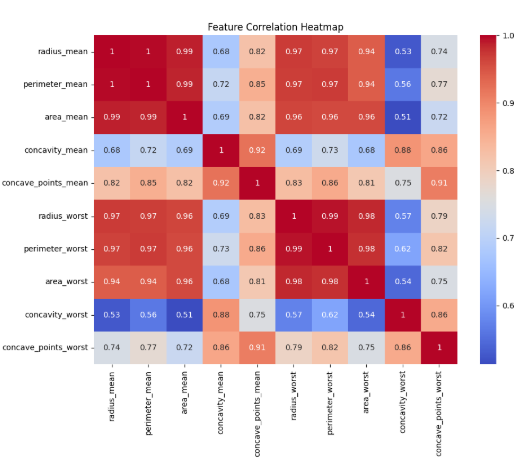 Feature Correlation Heatmap
radius_mean 1 1 0.99 0.68 0.82 0.97 0.97 0.94 0.53 0.74
perimeter_mean 1 1 0.99 0.72 0.85 0.97 0.97 0.94 0.56 0.77
area_mean 0.99 0.99 1 0.69 0.82 0.96 0.96 0.96 0.51 0.72
concavity_mean 0.68 0.72 0.69 1 0.92 0.69 0.73 0.68 0.88 0.86
concave_points_mean 0.82 0.85 0.82 0.92 1 0.83 0.86 0.81 0.75 0.91
radius_worst 0.97 0.97 0.96 0.69 0.83 1 0.99 0.98 0.57 0.79
perimeter_worst 0.97 0.97 0.96 0.73 0.86 0.99 1 0.98 0.62 0.82
area_worst 0.94 0.94 0.96 0.68 0.81 0.98 0.98 1 0.54 0.75
concavity_worst 0.53 0.56 0.51 0.88 0.75 0.57 0.62 0.54 1 0.86
concave_points_worst 0.74 0.77 0.72 0.86 0.91 0.79 0.82 0.75 0.86 1
radius_mean
perimeter_mean
area_mean
concavity_mean
concave_points_mean
radius_worst
perimeter_worst
area_worst
concavity_worst
concave_points_worst
1.0
0.9
0.8
0.7
0.6